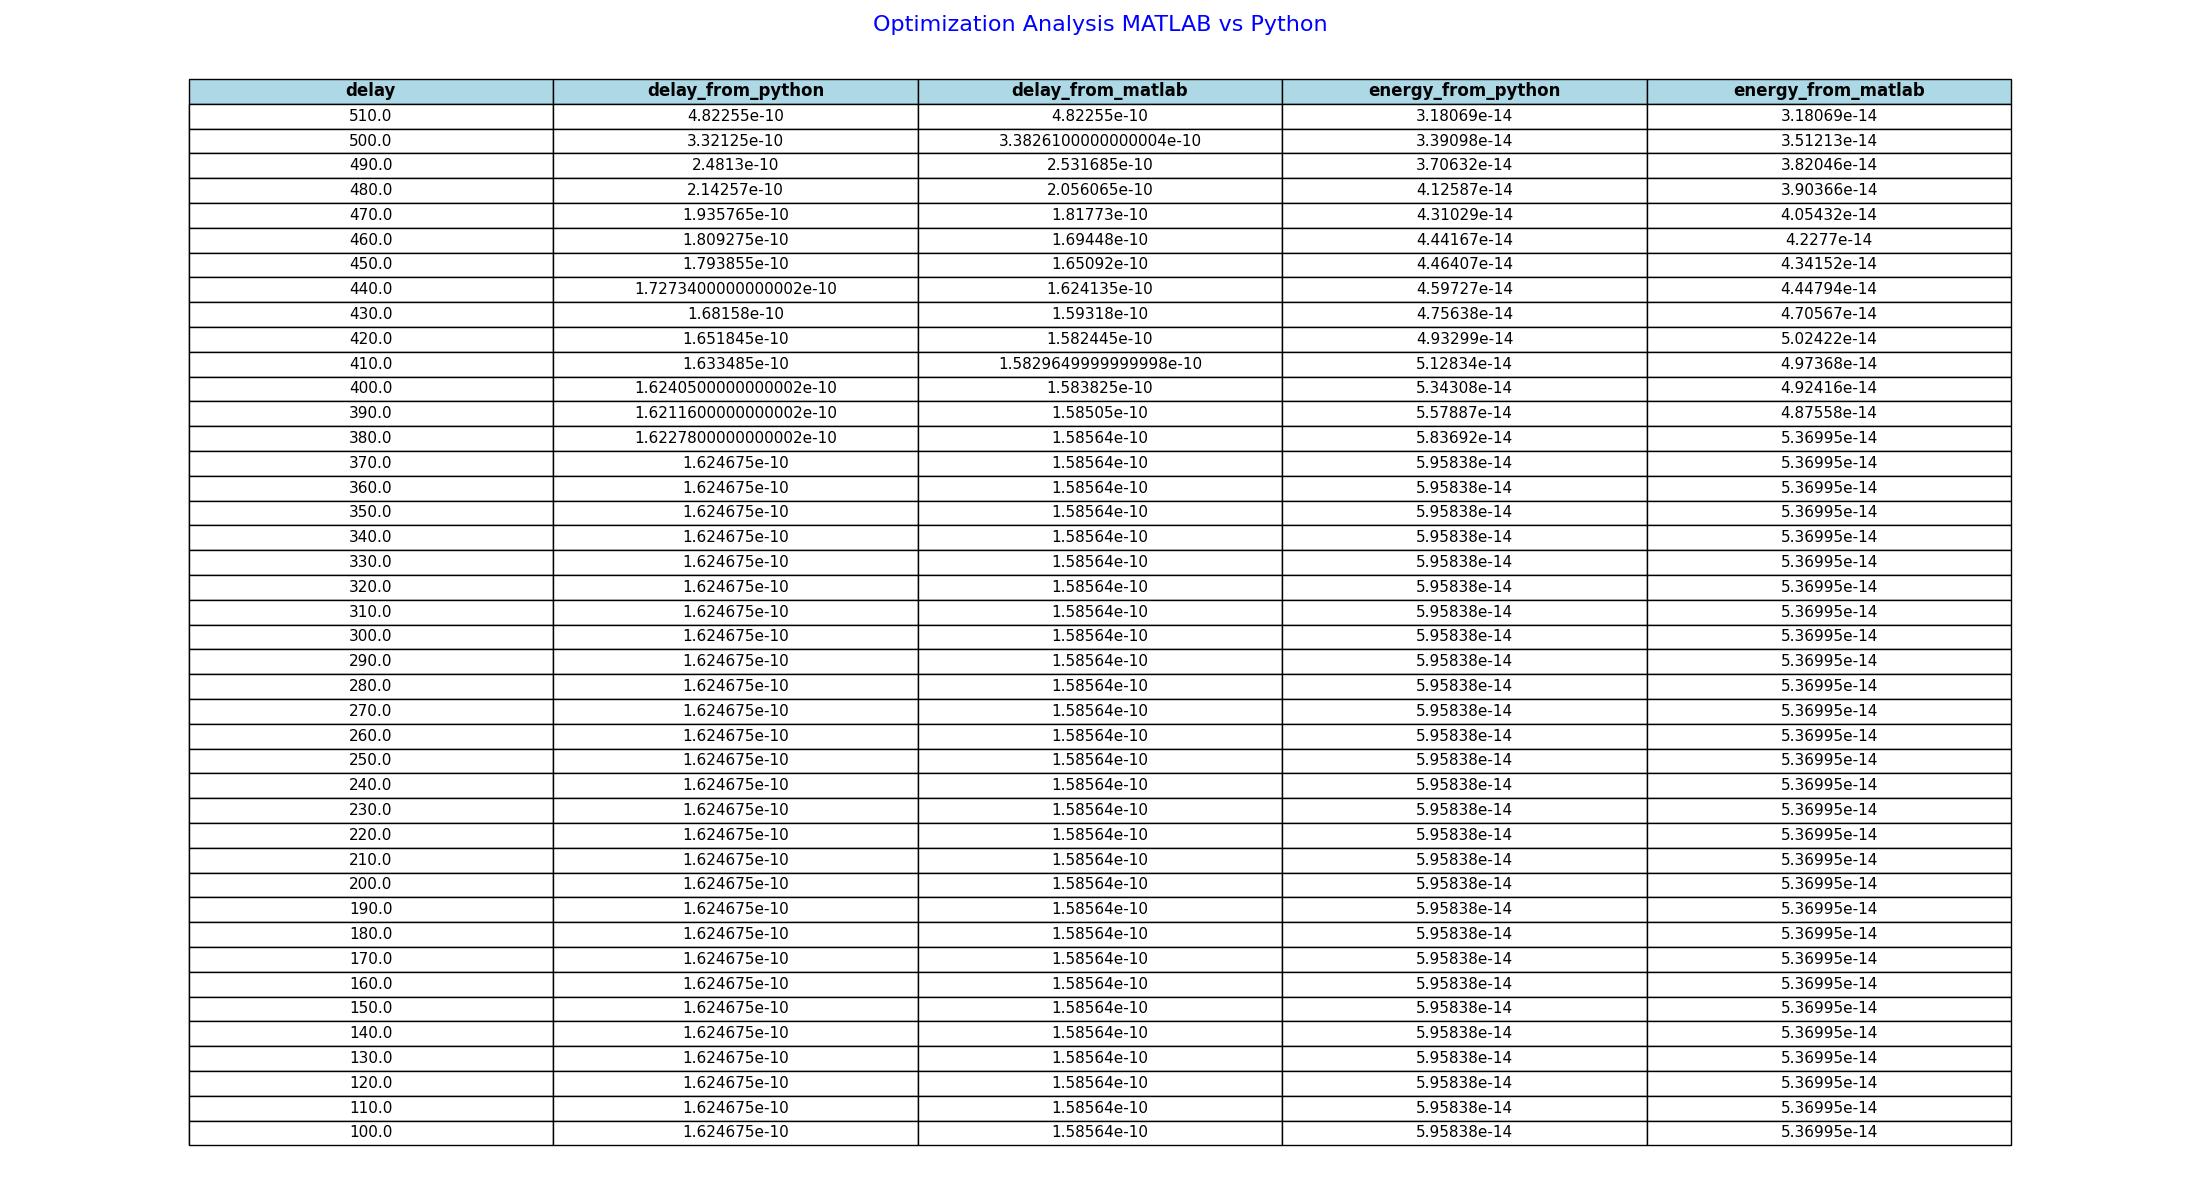 Optimization Analysis MATLAB vs Python
delay delay_from_python delay_from_matlab energy_from_python energy_from_matlab
510.0 4.82255e-10 4.82255e-10 3.18069e-14 3.18069e-14
500.0 3.32125e-10 3.3826100000000004e-10 3.39098e-14 3.51213e-14
490.0 2.4813e-10 2.531685e-10 3.70632e-14 3.82046e-14
480.0 2.14257e-10 2.056065e-10 4.12587e-14 3.90366e-14
470.0 1.935765e-10 1.81773e-10 4.31029e-14 4.05432e-14
460.0 1.809275e-10 1.69448e-10 4.44167e-14 4.2277e-14
450.0 1.793855e-10 1.65092e-10 4.46407e-14 4.34152e-14
440.0 1.7273400000000002e-10 1.624135e-10 4.59727e-14 4.44794e-14
430.0 1.68158e-10 1.59318e-10 4.75638e-14 4.70567e-14
420.0 1.651845e-10 1.582445e-10 4.93299e-14 5.02422e-14
410.0 1.633485e-10 1.5829649999999998e-10 5.12834e-14 4.97368e-14
400.0 1.6240500000000002e-10 1.583825e-10 5.34308e-14 4.92416e-14
390.0 1.6211600000000002e-10 1.58505e-10 5.57887e-14 4.87558e-14
380.0 1.6227800000000002e-10 1.58564e-10 5.83692e-14 5.36995e-14
370.0 1.624675e-10 1.58564e-10 5.95838e-14 5.36995e-14
360.0 1.624675e-10 1.58564e-10 5.95838e-14 5.36995e-14
350.0 1.624675e-10 1.58564e-10 5.95838e-14 5.36995e-14
340.0 1.624675e-10 1.58564e-10 5.95838e-14 5.36995e-14
330.0 1.624675e-10 1.58564e-10 5.95838e-14 5.36995e-14
320.0 1.624675e-10 1.58564e-10 5.95838e-14 5.36995e-14
310.0 1.624675e-10 1.58564e-10 5.95838e-14 5.36995e-14
300.0 1.624675e-10 1.58564e-10 5.95838e-14 5.36995e-14
290.0 1.624675e-10 1.58564e-10 5.95838e-14 5.36995e-14
280.0 1.624675e-10 1.58564e-10 5.95838e-14 5.36995e-14
270.0 1.624675e-10 1.58564e-10 5.95838e-14 5.36995e-14
260.0 1.624675e-10 1.58564e-10 5.95838e-14 5.36995e-14
250.0 1.624675e-10 1.58564e-10 5.95838e-14 5.36995e-14
240.0 1.624675e-10 1.58564e-10 5.95838e-14 5.36995e-14
230.0 1.624675e-10 1.58564e-10 5.95838e-14 5.36995e-14
220.0 1.624675e-10 1.58564e-10 5.95838e-14 5.36995e-14
210.0 1.624675e-10 1.58564e-10 5.95838e-14 5.36995e-14
200.0 1.624675e-10 1.58564e-10 5.95838e-14 5.36995e-14
190.0 1.624675e-10 1.58564e-10 5.95838e-14 5.36995e-14
180.0 1.624675e-10 1.58564e-10 5.95838e-14 5.36995e-14
170.0 1.624675e-10 1.58564e-10 5.95838e-14 5.36995e-14
160.0 1.624675e-10 1.58564e-10 5.95838e-14 5.36995e-14
150.0 1.624675e-10 1.58564e-10 5.95838e-14 5.36995e-14
140.0 1.624675e-10 1.58564e-10 5.95838e-14 5.36995e-14
130.0 1.624675e-10 1.58564e-10 5.95838e-14 5.36995e-14
120.0 1.624675e-10 1.58564e-10 5.95838e-14 5.36995e-14
110.0 1.624675e-10 1.58564e-10 5.95838e-14 5.36995e-14
100.0 1.624675e-10 1.58564e-10 5.95838e-14 5.36995e-14